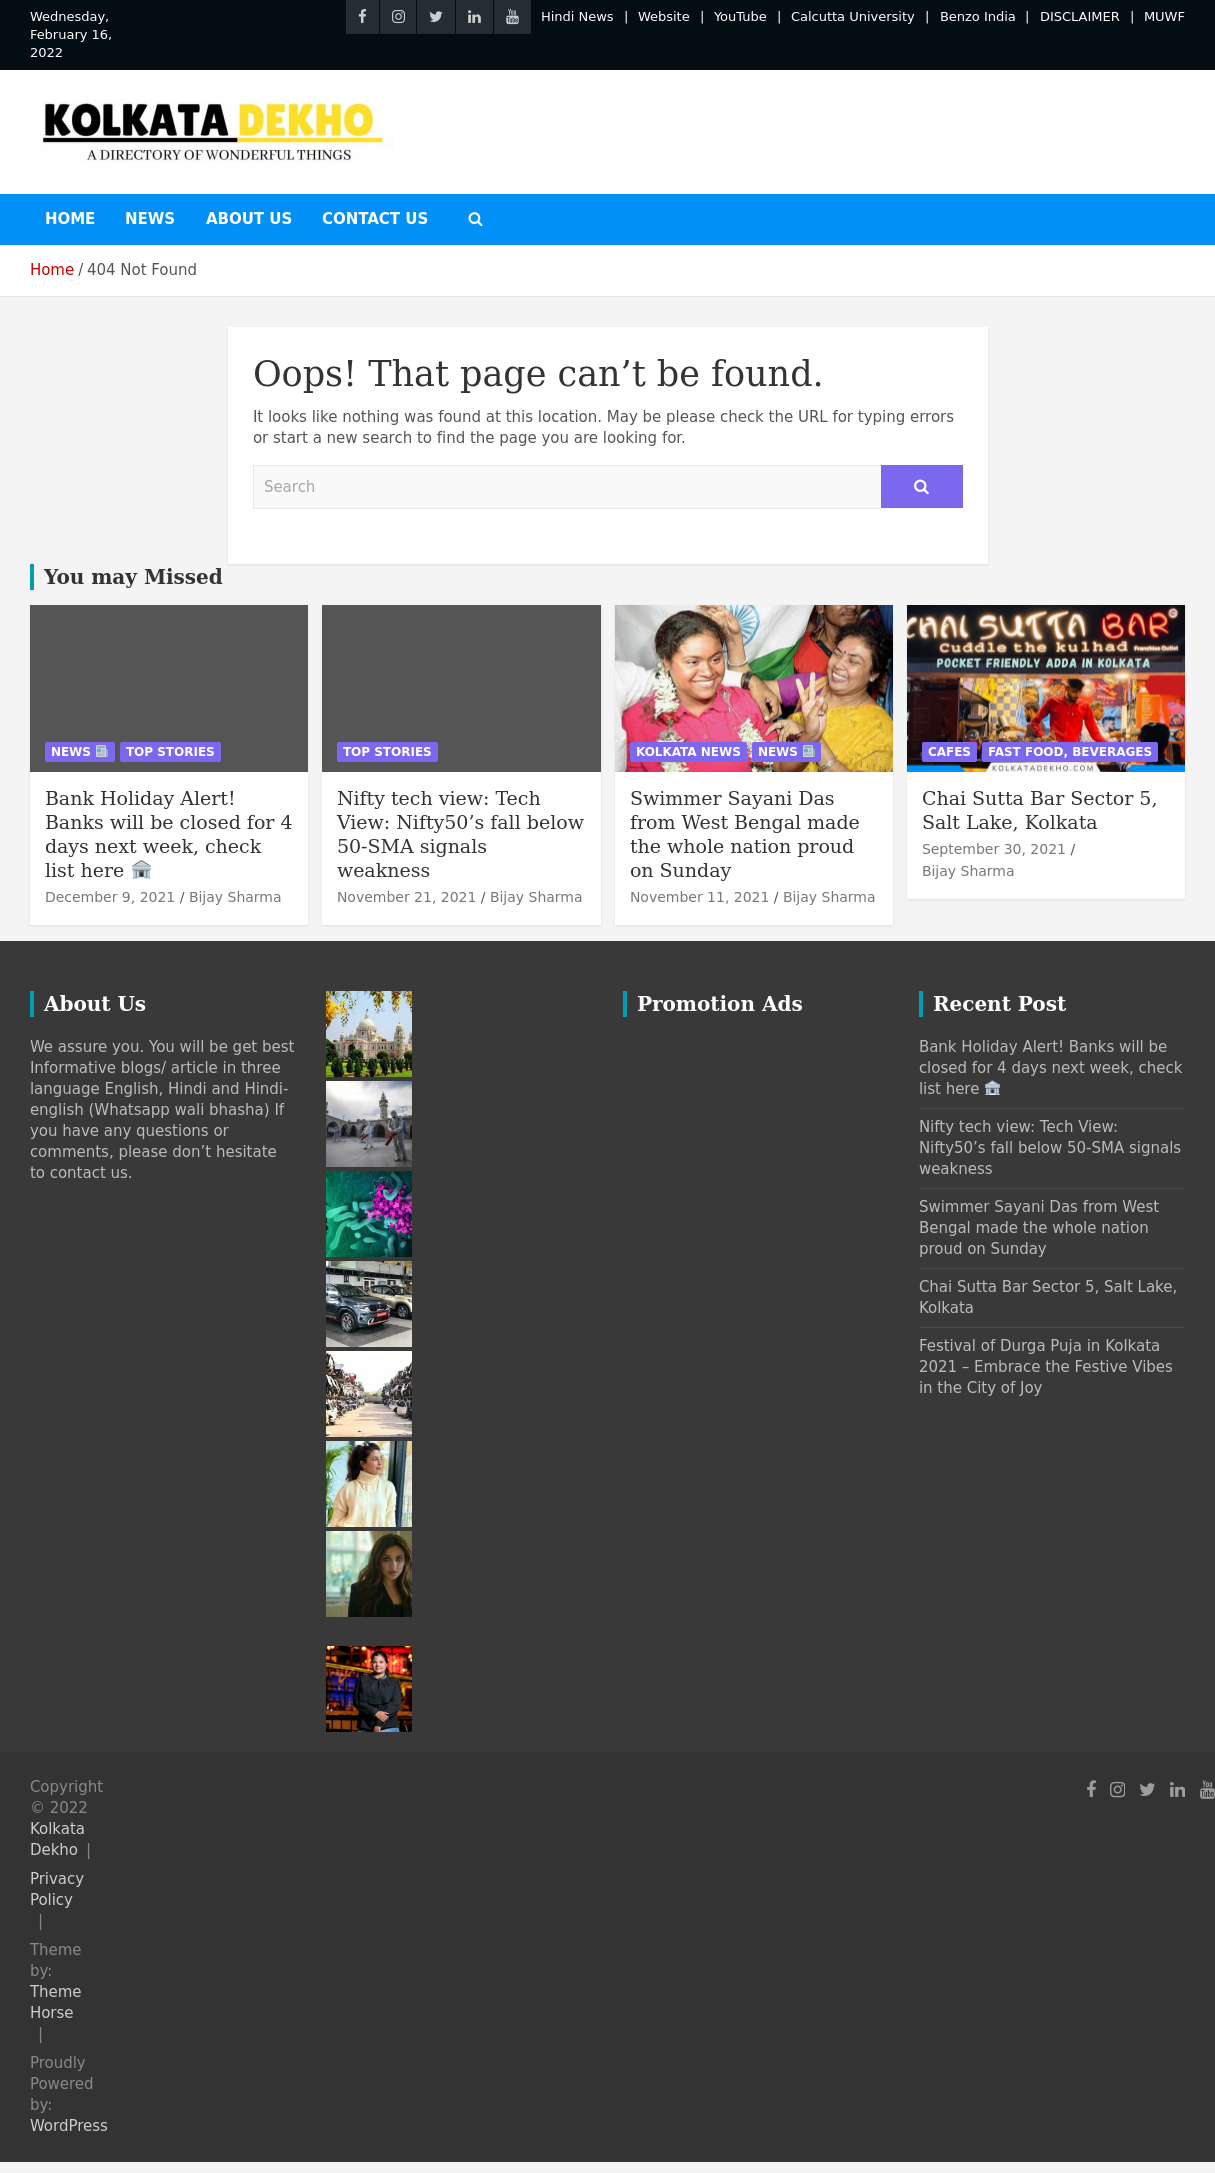 Wednesday,
February 16,
2022
Hindi News | Website | YouTube | Calcutta University | Benzo India | DISCLAIMER | MUWF
KOLKATA DEKHO
A DIRECTORY OF WONDERFUL THINGS
HOME NEWS ABOUT US CONTACT US
Home / 404 Not Found
Oops! That page can’t be found.
It looks like nothing was found at this location. May be please check the URL for typing errors
or start a new search to find the page you are looking for.
Search
You may Missed
NEWS TOP STORIES
Bank Holiday Alert!
Banks will be closed for 4
days next week, check
list here
December 9, 2021 / Bijay Sharma
TOP STORIES
Nifty tech view: Tech
View: Nifty50’s fall below
50-SMA signals
weakness
November 21, 2021 / Bijay Sharma
KOLKATA NEWS NEWS
Swimmer Sayani Das
from West Bengal made
the whole nation proud
on Sunday
November 11, 2021 / Bijay Sharma
CHAI SUTTA BAR
Cuddle the kulhad
Franchise Outlet
POCKET FRIENDLY ADDA IN KOLKATA
CAFES FAST FOOD, BEVERAGES
KOLKATADEKHO.COM
Chai Sutta Bar Sector 5,
Salt Lake, Kolkata
September 30, 2021 /
Bijay Sharma
About Us
We assure you. You will be get best
Informative blogs/ article in three
language English, Hindi and Hindi-
english (Whatsapp wali bhasha) If
you have any questions or
comments, please don’t hesitate
to contact us.
Promotion Ads
Recent Post
Bank Holiday Alert! Banks will be
closed for 4 days next week, check
list here
Nifty tech view: Tech View:
Nifty50’s fall below 50-SMA signals
weakness
Swimmer Sayani Das from West
Bengal made the whole nation
proud on Sunday
Chai Sutta Bar Sector 5, Salt Lake,
Kolkata
Festival of Durga Puja in Kolkata
2021 – Embrace the Festive Vibes
in the City of Joy
Copyright
© 2022
Kolkata
Dekho |
Privacy
Policy
|
Theme
by:
Theme
Horse
|
Proudly
Powered
by:
WordPress